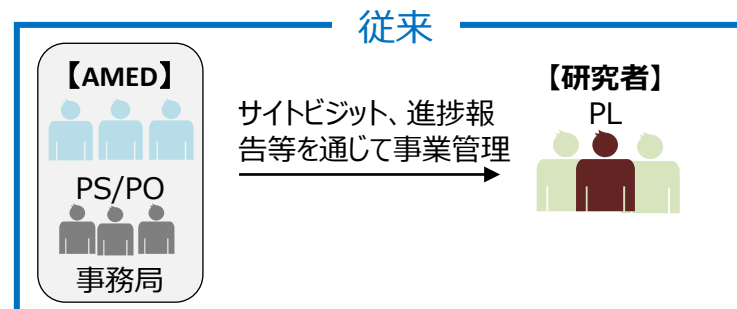 従来
【AMED】
PS/PO
事務局
サイトビジット、進捗報
告等を通じて事業管理
【研究者】
PL